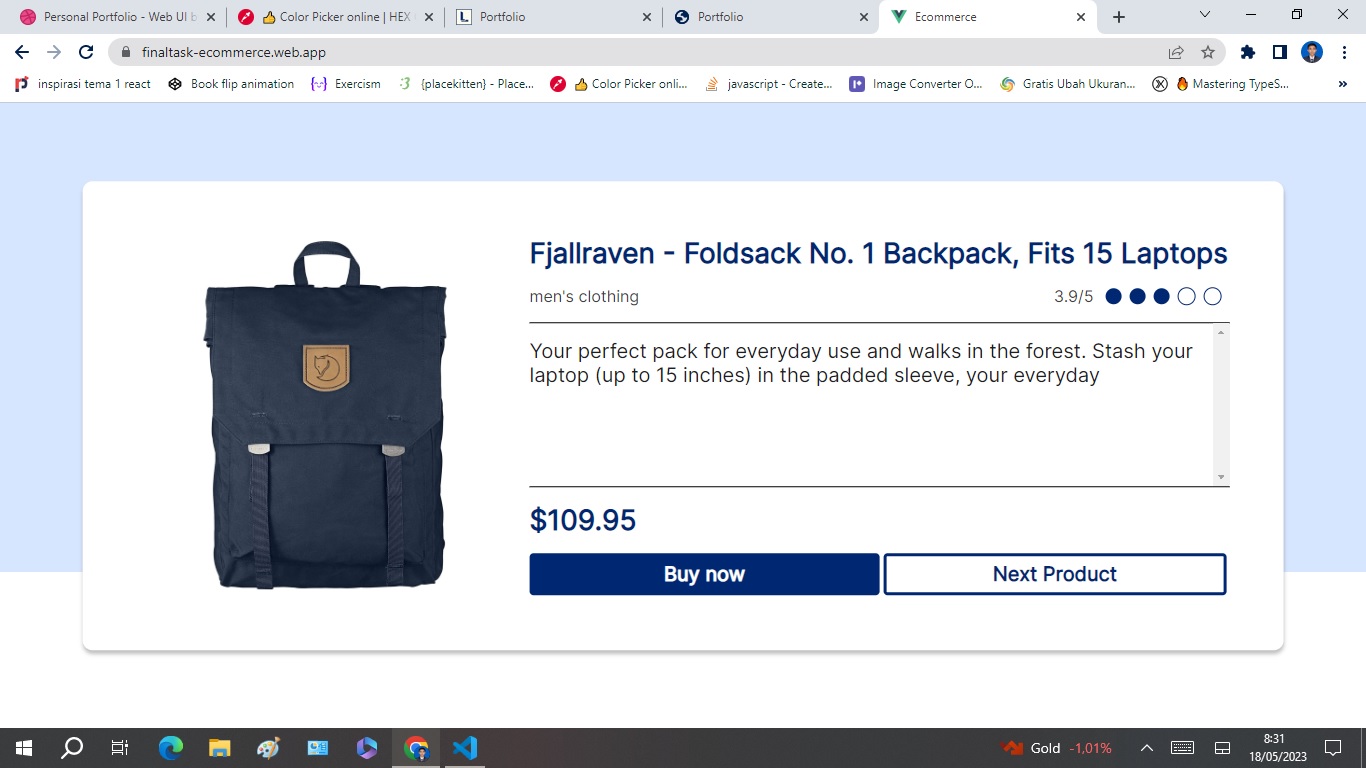 Personal Portfolio - Web UI b
👍 Color Picker online | HEX
Portfolio
Portfolio
Ecommerce
finaltask-ecommerce.web.app
inspirasi tema 1 react
Book flip animation
Exercism
{placekitten} - Place...
👍 Color Picker onli...
javascript - Create...
Image Converter O...
Gratis Ubah Ukuran...
🔥 Mastering TypeS...
»
Fjallraven - Foldsack No. 1 Backpack, Fits 15 Laptops
men's clothing
3.9/5
Your perfect pack for everyday use and walks in the forest. Stash your
laptop (up to 15 inches) in the padded sleeve, your everyday
$109.95
Buy now
Next Product
Gold -1,01%
8:31
18/05/2023